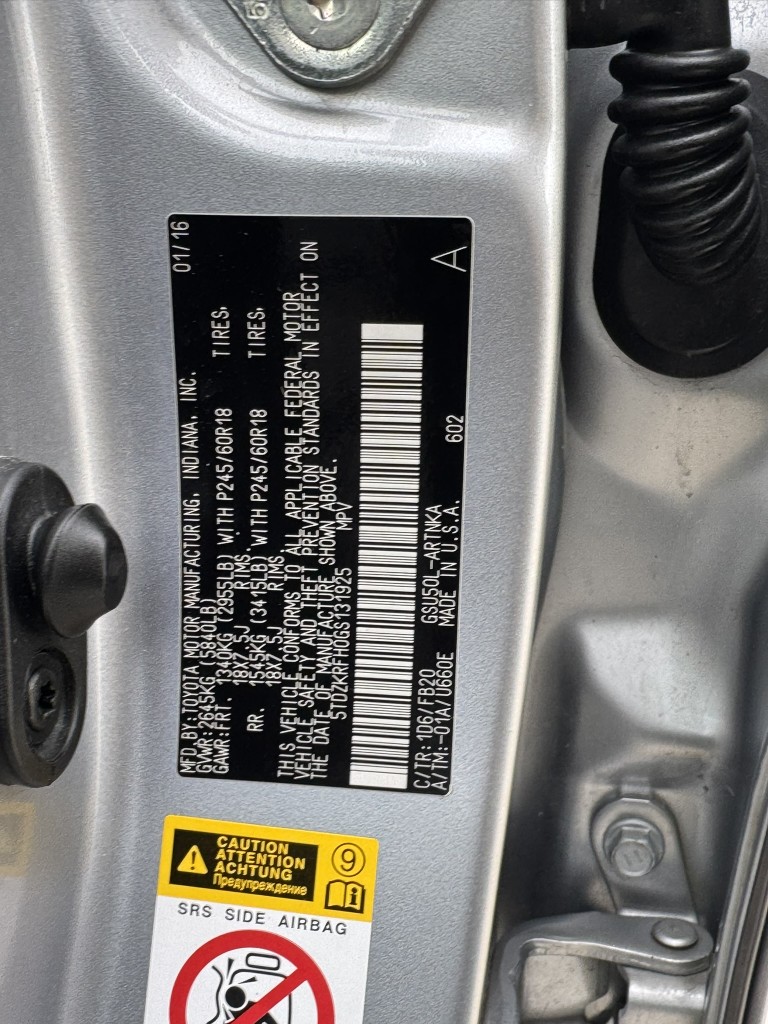 MFD BY:TOYOTA MOTOR MANUFACTURING, INDIANA, INC. 01/16
GVWR:2645KG (5840LB)
GAWR:FRT. 1340KG (2955LB) WITH P245/60R18 TIRES,
18X7.5J RIMS.
RR. 1545KG (3415LB) WITH P245/60R18 TIRES,
18X7.5J RIMS.
THIS VEHICLE CONFORMS TO ALL APPLICABLE FEDERAL MOTOR
VEHICLE SAFETY AND THEFT PREVENTION STANDARDS IN EFFECT ON
THE DATE OF MANUFACTURE SHOWN ABOVE.
5TDZKRFH0GS131925 MPV
C/TR:1D6/FB20 GSU50L-ARTNKA 602 A
A/TM:-01A/U660E MADE IN U.S.A.
CAUTION
ATTENTION
ACHTUNG
Предупреждение
9
SRS SIDE AIRBAG